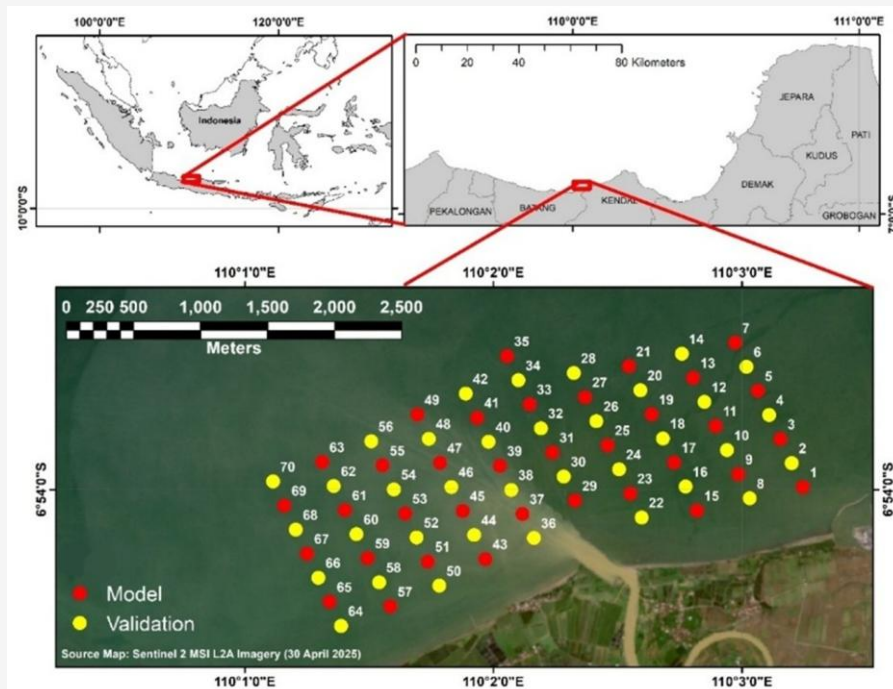 100°0'0"E 120°0'0"E
110°0'0"E 111°0'0"E
0 20 40 80 Kilometers
Indonesia
JEPARA
PATI
KUDUS
DEMAK
PEKALONGAN
BATANG
KENDAL
GROBOGAN
10°0'0"S
7°0'0"S
110°1'0"E 110°2'0"E 110°3'0"E
0 250 500 1,000 1,500 2,000 2,500
Meters
7
14
35 21 6
28 13
34 5
42 27 20 12
33 4
49 41 26 19 11
32 3
56 48 40 18 10
25 2
63 55 47 39 31 17
24 9 1
70 62 54 46 38 30 16
23 8
69 61 53 45 37 29 15
22
68 60 52 44 36
67 59 51 43
66 58 50
65 57
64
6°54'0"S
6°54'0"S
Model
Validation
Source Map: Sentinel 2 MSI L2A Imagery (30 April 2025)
110°1'0"E 110°2'0"E 110°3'0"E